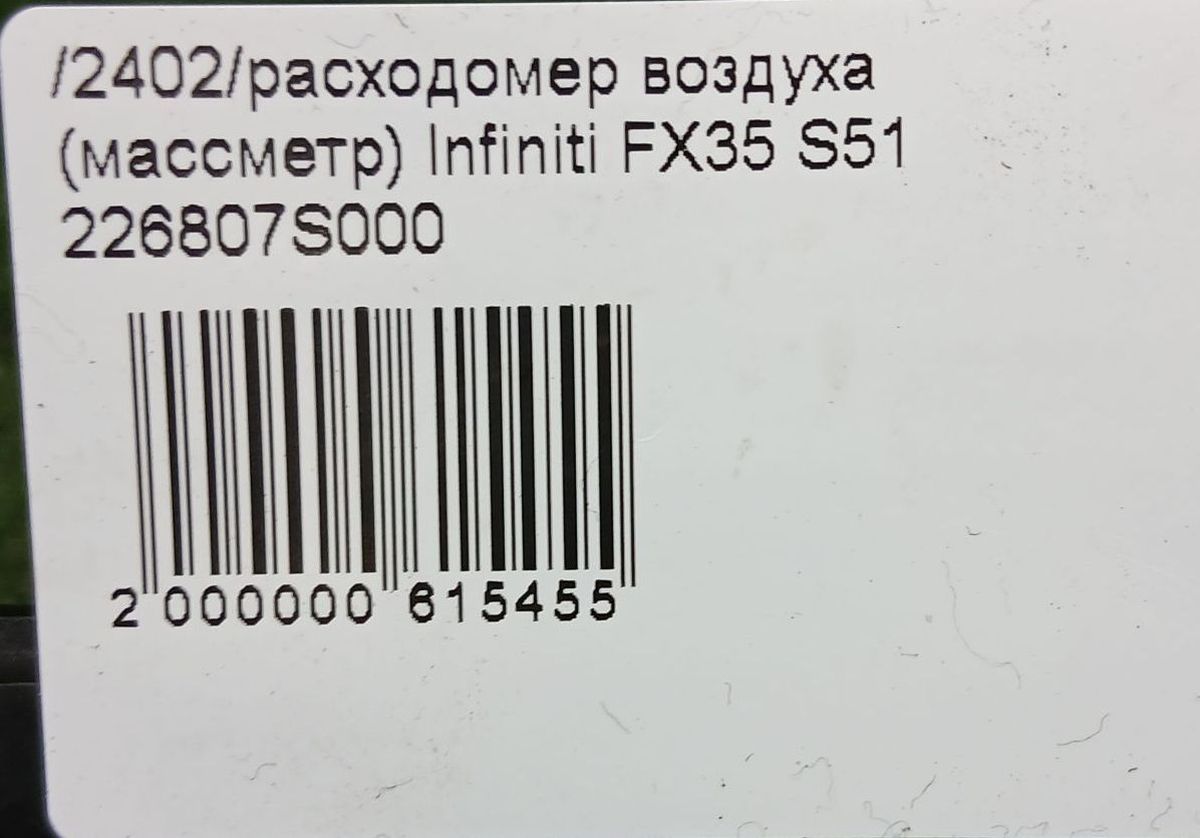 /2402/расходомер воздуха
(массметр) Infiniti FX35 S51
226807S000
2 000000 615455